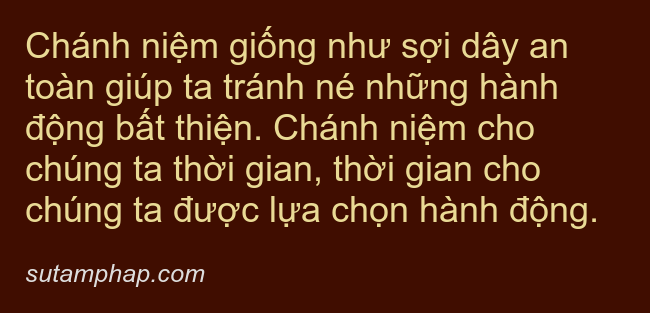 Chánh niệm giống như sợi dây an
toàn giúp ta tránh né những hành
động bất thiện. Chánh niệm cho
chúng ta thời gian, thời gian cho
chúng ta được lựa chọn hành động.
sutamphap.com